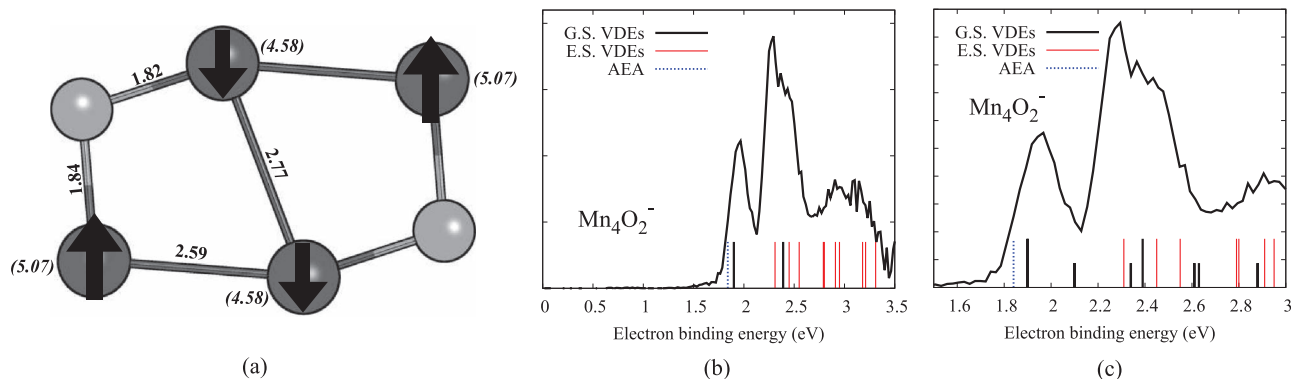 (4.58)
1.82
(5.07)
2.77
1.84
2.59
(5.07)
(4.58)
(a)
G.S. VDEs
E.S. VDEs
AEA
Mn4O2-
0 0.5 1 1.5 2 2.5 3 3.5
Electron binding energy (eV)
(b)
G.S. VDEs
E.S. VDEs
AEA
Mn4O2-
1.6 1.8 2 2.2 2.4 2.6 2.8 3
Electron binding energy (eV)
(c)